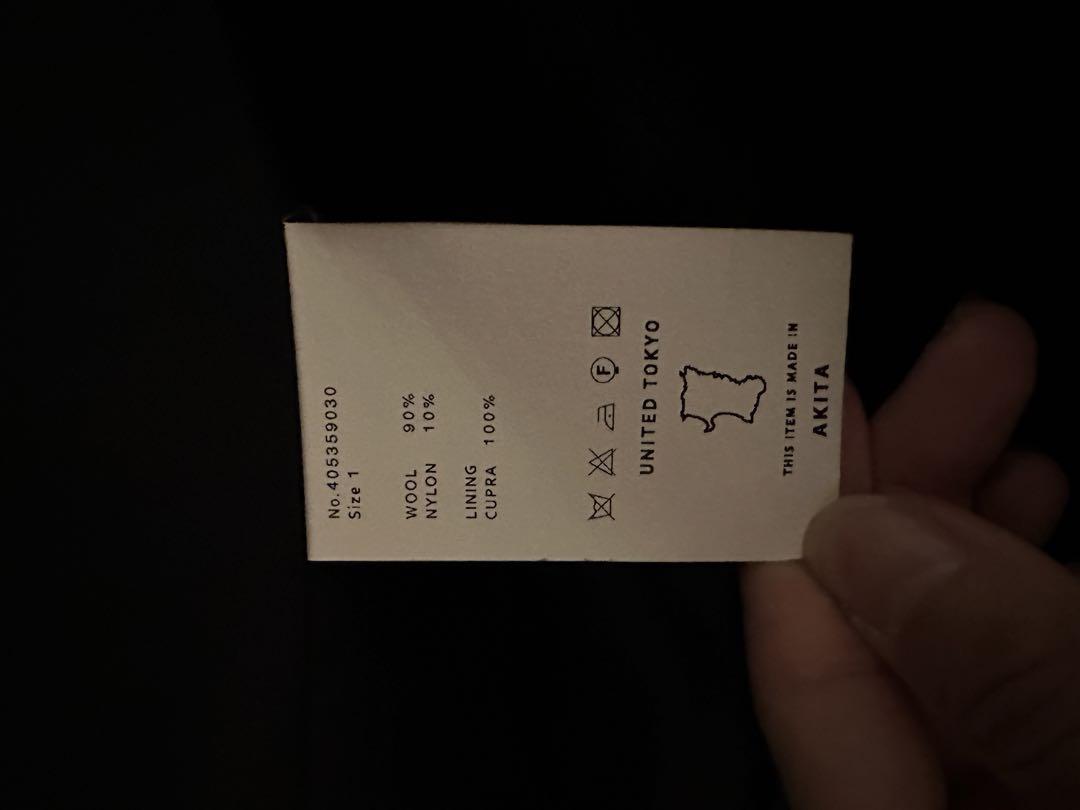 No.405359030
Size 1
WOOL 90%
NYLON 10%
LINING
CUPRA 100%
F
UNITED TOKYO
THIS ITEM IS MADE IN
AKITA